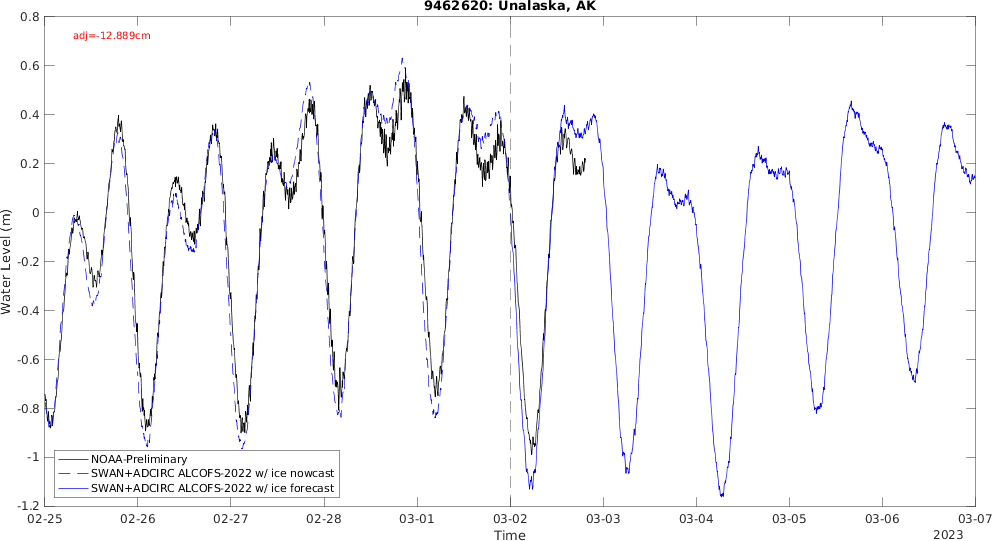 9462620: Unalaska, AK
adj=-12.889cm
0.8
0.6
0.4
0.2
0
-0.2
-0.4
-0.6
-0.8
-1
-1.2
Water Level (m)
NOAA-Preliminary
SWAN+ADCIRC ALCOFS-2022 w/ ice nowcast
SWAN+ADCIRC ALCOFS-2022 w/ ice forecast
02-25 02-26 02-27 02-28 03-01 03-02 03-03 03-04 03-05 03-06 03-07
Time
2023